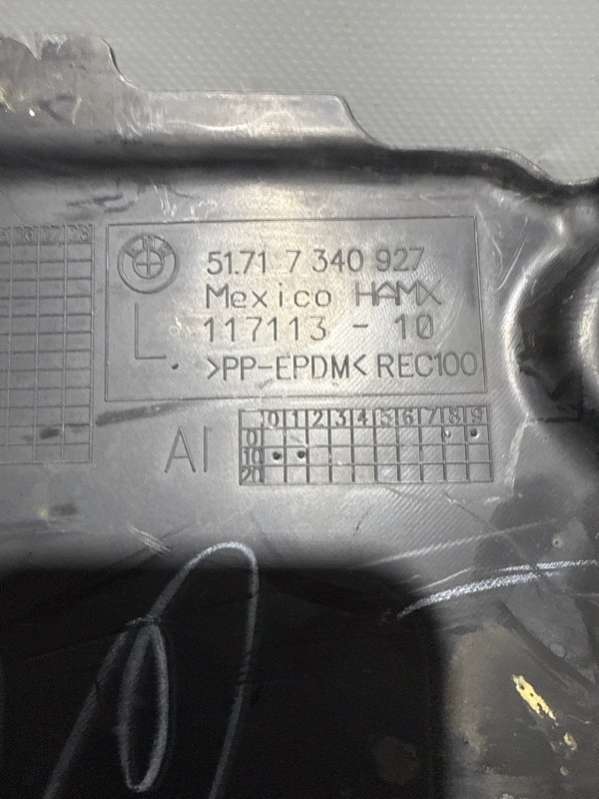 51.71 7 340 927
Mexico HAMX
L 117113 - 10
>PP-EPDM< REC100
AI
0 1 2 3 4 5 6 7 8 9
0
10
20